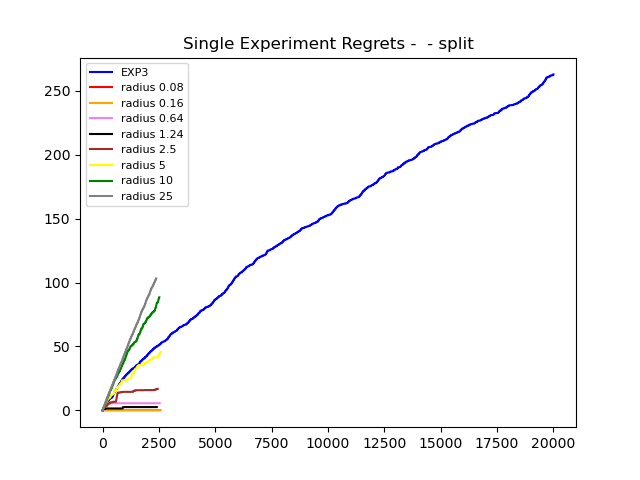 Single Experiment Regrets -  - split
EXP3
radius 0.08
radius 0.16
radius 0.64
radius 1.24
radius 2.5
radius 5
radius 10
radius 25
250
200
150
100
50
0
0 2500 5000 7500 10000 12500 15000 17500 20000